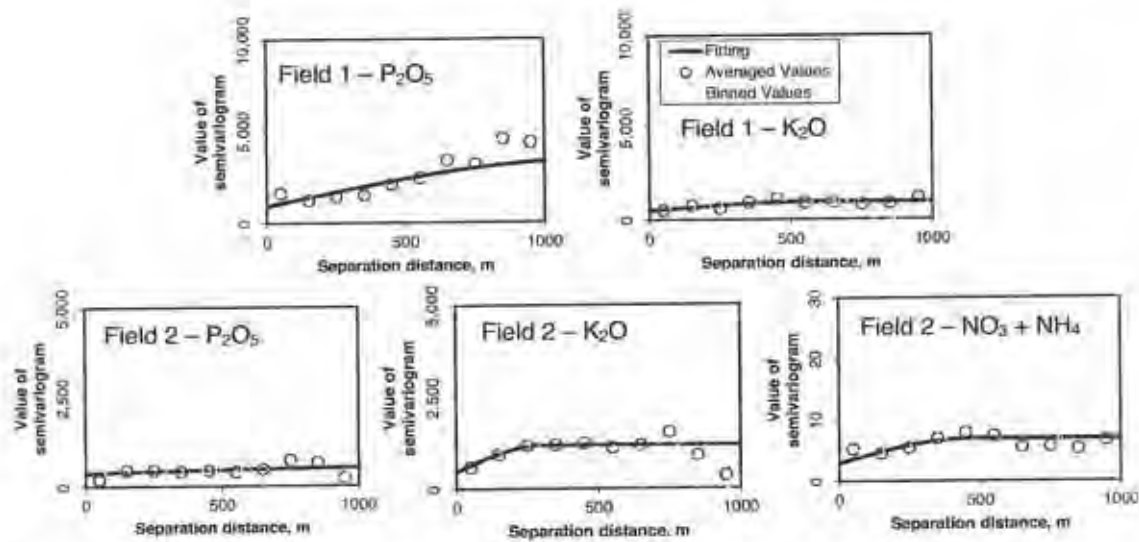 10,000
5,000
0
Value of
semivariogram
Field 1 – P₂O₅
0 500 1000
Separation distance, m
10,000
5,000
0
Value of
semivariogram
Fitting
Averaged Values
Binned Values
Field 1 – K₂O
0 500 1000
Separation distance, m
5,000
2,500
0
Value of
semivariogram
Field 2 – P₂O₅
0 500 1000
Separation distance, m
5,000
2,500
0
Value of
semivariogram
Field 2 – K₂O
0 500 1000
Separation distance, m
30
20
10
0
Value of
semivariogram
Field 2 – NO₃ + NH₄
0 500 1000
Separation distance, m